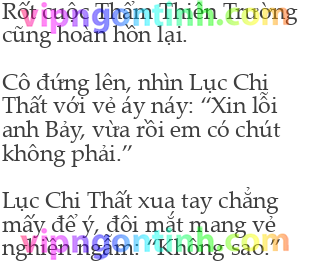 Rốt cuộc Thẩm Thiên Trường
cũng hoàn hồn lại.
Cô đứng lên, nhìn Lục Chi
Thất với vẻ áy náy: “Xin lỗi
anh Bảy, vừa rồi em có chút
không phải.”
Lục Chi Thất xua tay chẳng
mấy để ý, đôi mắt mang vẻ
nghiền ngẫm: “Không sao.”
vipngontinh.com
vipngontinh.com